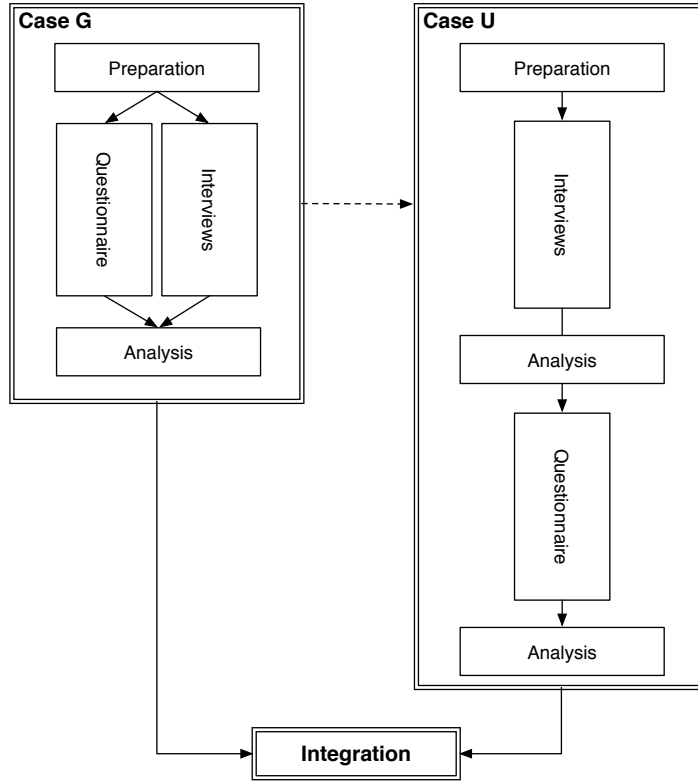 Case G
Preparation
Questionnaire
Interviews
Analysis
Case U
Preparation
Interviews
Analysis
Questionnaire
Analysis
Integration